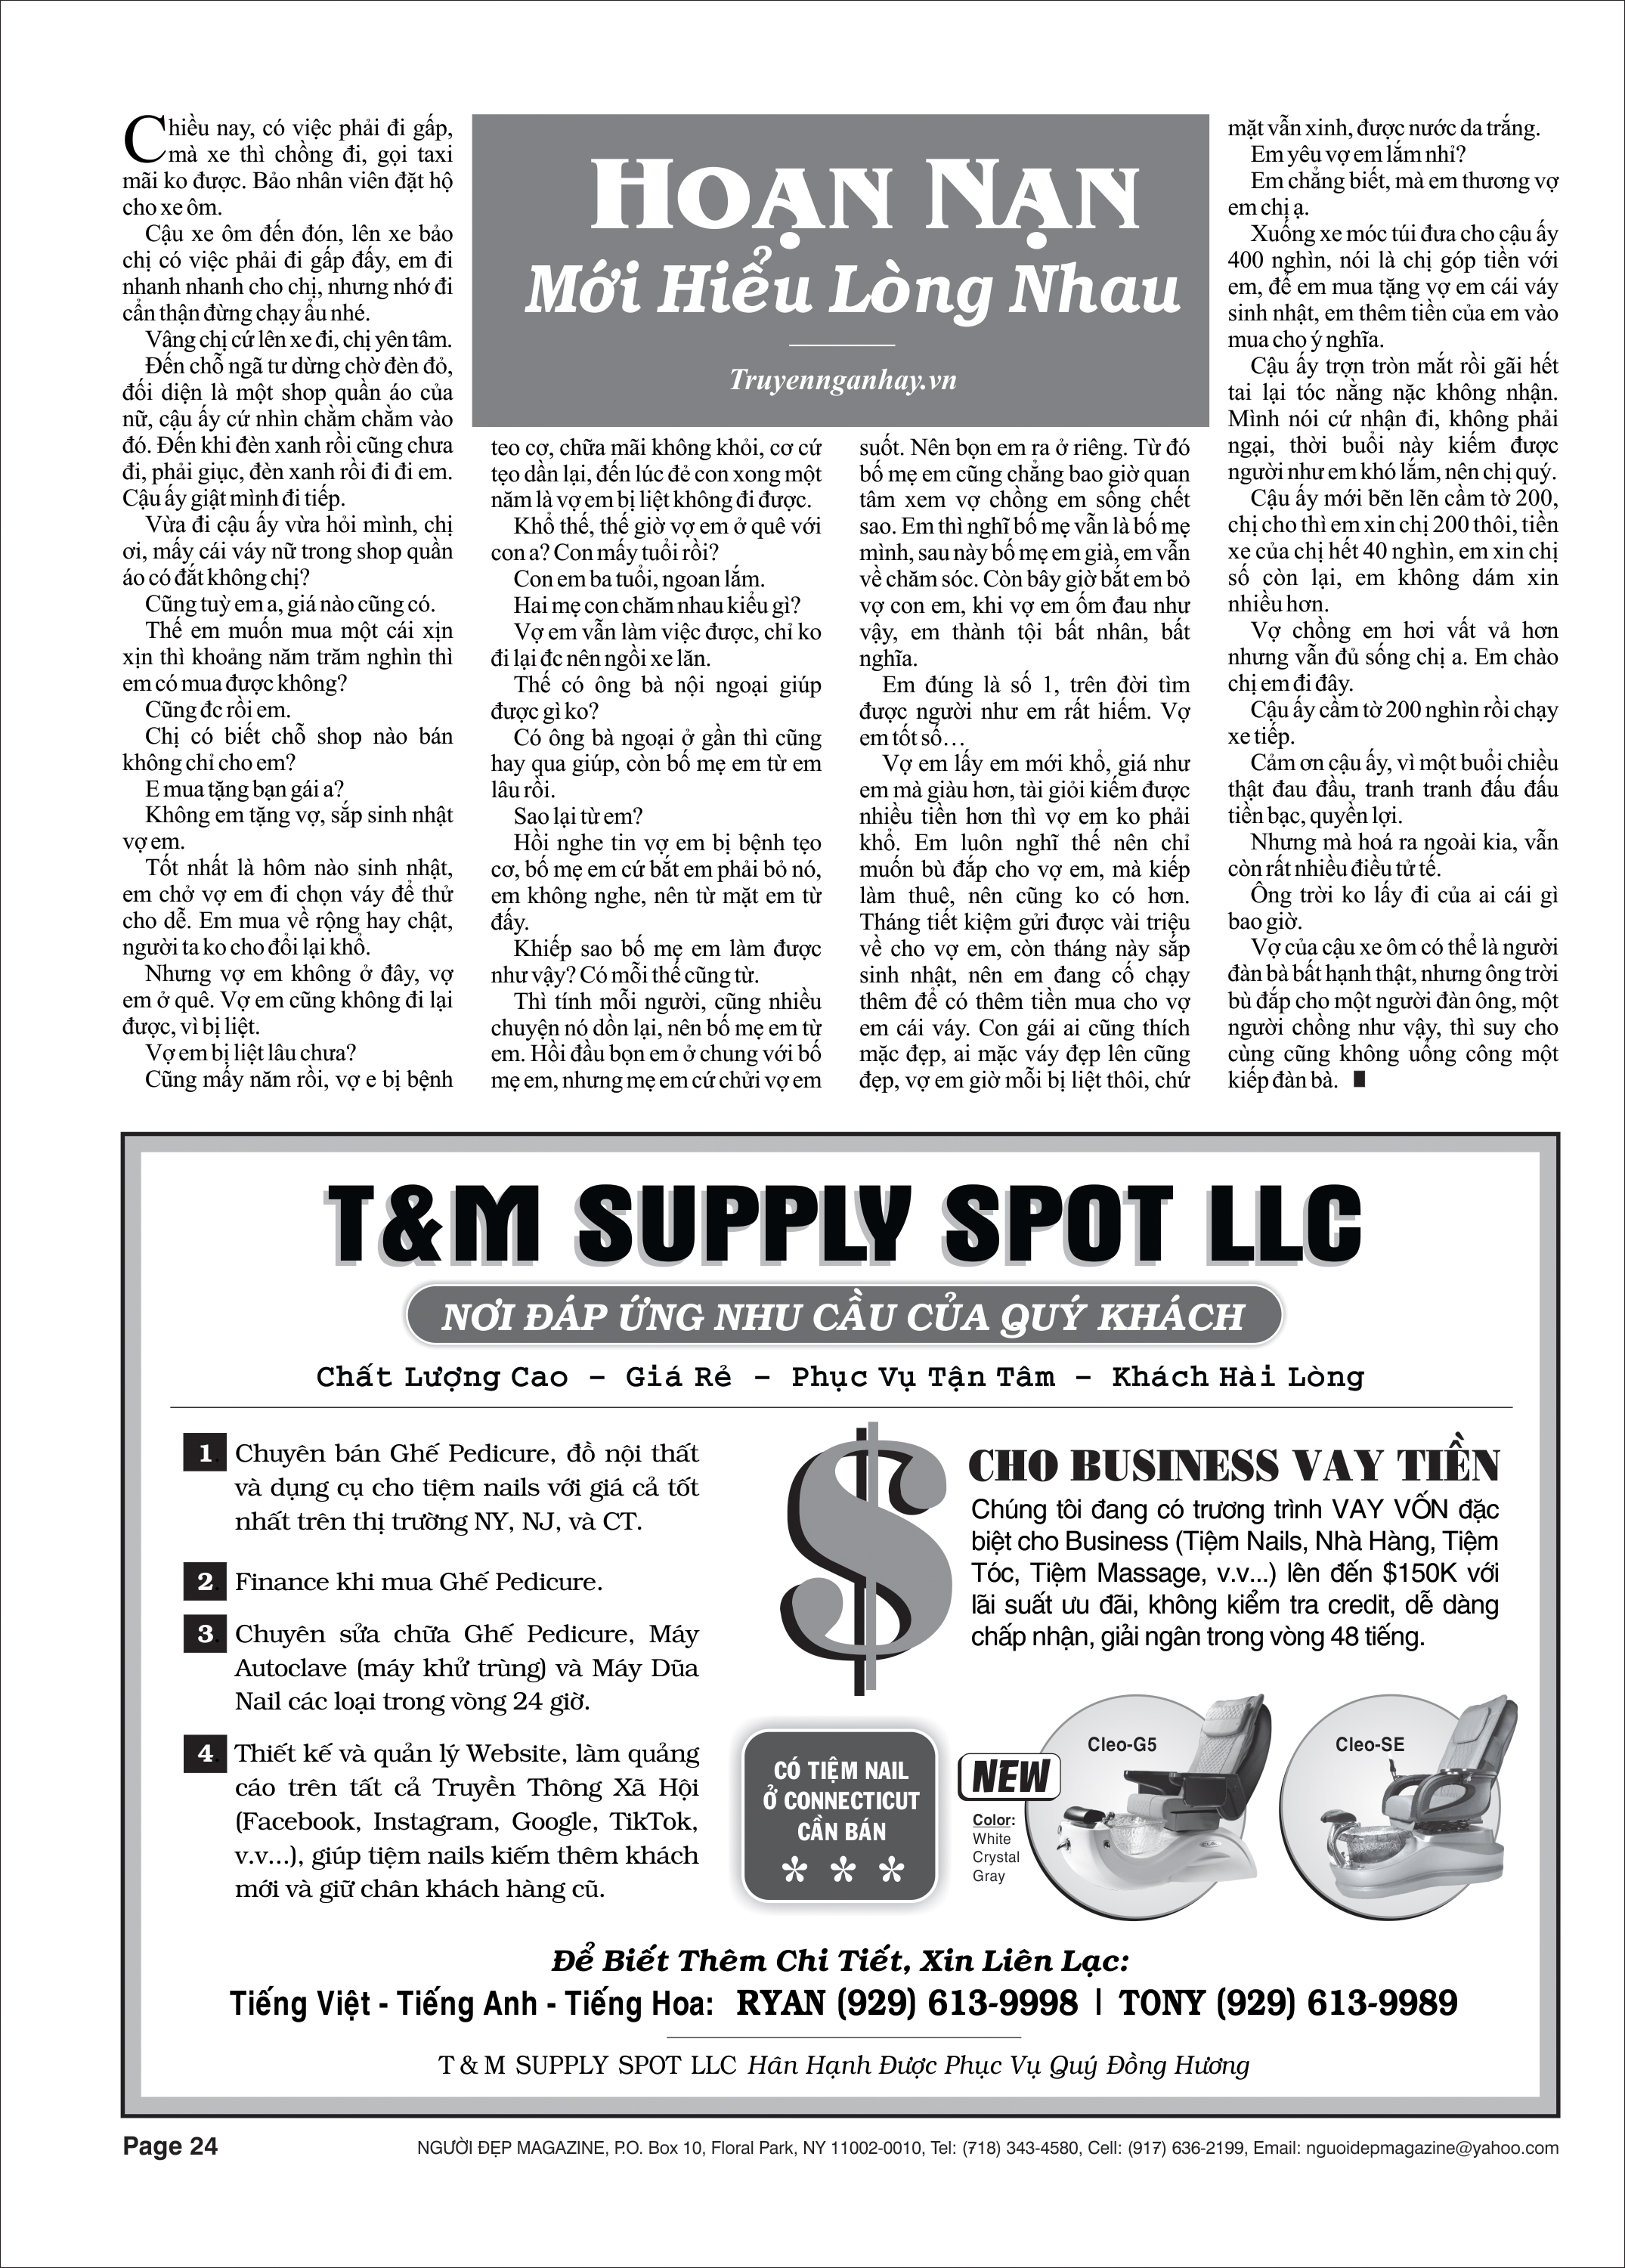 HOẠN NẠN
Mới Hiểu Lòng Nhau
Truyennganhay.vn
Chiều nay, có việc phải đi gấp,
mà xe thì chồng đi, gọi taxi
mãi ko được. Bảo nhân viên đặt hộ
cho xe ôm.
Cậu xe ôm đến đón, lên xe bảo
chị có việc phải đi gấp đấy, em đi
nhanh nhanh cho chị, nhưng nhớ đi
cẩn thận đừng chạy ẩu nhé.
Vâng chị cứ lên xe đi, chị yên tâm.
Đến chỗ ngã tư dừng chờ đèn đỏ,
đối diện là một shop quần áo của
nữ, cậu ấy cứ nhìn chằm chằm vào
đó. Đến khi đèn xanh rồi cũng chưa
đi, phải giục, đèn xanh rồi đi đi em.
Cậu ấy giật mình đi tiếp.
Vừa đi cậu ấy vừa hỏi mình, chị
ơi, mấy cái váy nữ trong shop quần
áo có đắt không chị?
Cũng tuỳ em a, giá nào cũng có.
Thế em muốn mua một cái xịn
xịn thì khoảng năm trăm nghìn thì
em có mua được không?
Cũng đc rồi em.
Chị có biết chỗ shop nào bán
không chỉ cho em?
E mua tặng bạn gái a?
Không em tặng vợ, sắp sinh nhật
vợ em.
Tốt nhất là hôm nào sinh nhật,
em chở vợ em đi chọn váy để thử
cho dễ. Em mua về rộng hay chật,
người ta ko cho đổi lại khổ.
Nhưng vợ em không ở đây, vợ
em ở quê. Vợ em cũng không đi lại
được, vì bị liệt.
Vợ em bị liệt lâu chưa?
Cũng mấy năm rồi, vợ e bị bệnh
teo cơ, chữa mãi không khỏi, cơ cứ
tẹo dần lại, đến lúc đẻ con xong một
năm là vợ em bị liệt không đi được.
Khổ thế, thế giờ vợ em ở quê với
con a? Con mấy tuổi rồi?
Con em ba tuổi, ngoan lắm.
Hai mẹ con chăm nhau kiểu gì?
Vợ em vẫn làm việc được, chỉ ko
đi lại đc nên ngồi xe lăn.
Thế có ông bà nội ngoại giúp
được gì ko?
Có ông bà ngoại ở gần thì cũng
hay qua giúp, còn bố mẹ em từ em
lâu rồi.
Sao lại từ em?
Hồi nghe tin vợ em bị bệnh tẹo
cơ, bố mẹ em cứ bắt em phải bỏ nó,
em không nghe, nên từ mặt em từ
đấy.
Khiếp sao bố mẹ em làm được
như vậy? Có mỗi thế cũng từ.
Thì tính mỗi người, cũng nhiều
chuyện nó dồn lại, nên bố mẹ em từ
em. Hồi đầu bọn em ở chung với bố
mẹ em, nhưng mẹ em cứ chửi vợ em
suốt. Nên bọn em ra ở riêng. Từ đó
bố mẹ em cũng chẳng bao giờ quan
tâm xem vợ chồng em sống chết
sao. Em thì nghĩ bố mẹ vẫn là bố mẹ
mình, sau này bố mẹ em già, em vẫn
về chăm sóc. Còn bây giờ bắt em bỏ
vợ con em, khi vợ em ốm đau như
vậy, em thành tội bất nhân, bất
nghĩa.
Em đúng là số 1, trên đời tìm
được người như em rất hiếm. Vợ
em tốt số…
Vợ em lấy em mới khổ, giá như
em mà giàu hơn, tài giỏi kiếm được
nhiều tiền hơn thì vợ em ko phải
khổ. Em luôn nghĩ thế nên chỉ
muốn bù đắp cho vợ em, mà kiếp
làm thuê, nên cũng ko có hơn.
Tháng tiết kiệm gửi được vài triệu
về cho vợ em, còn tháng này sắp
sinh nhật, nên em đang cố chạy
thêm để có thêm tiền mua cho vợ
em cái váy. Con gái ai cũng thích
mặc đẹp, ai mặc váy đẹp lên cũng
đẹp, vợ em giờ mỗi bị liệt thôi, chứ
mặt vẫn xinh, được nước da trắng.
Em yêu vợ em lắm nhỉ?
Em chẳng biết, mà em thương vợ
em chị ạ.
Xuống xe móc túi đưa cho cậu ấy
400 nghìn, nói là chị góp tiền với
em, để em mua tặng vợ em cái váy
sinh nhật, em thêm tiền của em vào
mua cho ý nghĩa.
Cậu ấy trợn tròn mắt rồi gãi hết
tai lại tóc nằng nặc không nhận.
Mình nói cứ nhận đi, không phải
ngại, thời buổi này kiếm được
người như em khó lắm, nên chị quý.
Cậu ấy mới bẽn lẽn cầm tờ 200,
chị cho thì em xin chị 200 thôi, tiền
xe của chị hết 40 nghìn, em xin chị
số còn lại, em không dám xin
nhiều hơn.
Vợ chồng em hơi vất vả hơn
nhưng vẫn đủ sống chị a. Em chào
chị em đi đây.
Cậu ấy cầm tờ 200 nghìn rồi chạy
xe tiếp.
Cảm ơn cậu ấy, vì một buổi chiều
thật đau đầu, tranh tranh đấu đấu
tiền bạc, quyền lợi.
Nhưng mà hoá ra ngoài kia, vẫn
còn rất nhiều điều tử tế.
Ông trời ko lấy đi của ai cái gì
bao giờ.
Vợ của cậu xe ôm có thể là người
đàn bà bất hạnh thật, nhưng ông trời
bù đắp cho một người đàn ông, một
người chồng như vậy, thì suy cho
cùng cũng không uổng công một
kiếp đàn bà.
T&M SUPPLY SPOT LLC
NƠI ĐÁP ỨNG NHU CẦU CỦA QUÝ KHÁCH
Chất Lượng Cao – Giá Rẻ – Phục Vụ Tận Tâm – Khách Hài Lòng
1. Chuyên bán Ghế Pedicure, đồ nội thất
và dụng cụ cho tiệm nails với giá cả tốt
nhất trên thị trường NY, NJ, và CT.
2. Finance khi mua Ghế Pedicure.
3. Chuyên sửa chữa Ghế Pedicure, Máy
Autoclave (máy khử trùng) và Máy Dũa
Nail các loại trong vòng 24 giờ.
4. Thiết kế và quản lý Website, làm quảng
cáo trên tất cả Truyền Thông Xã Hội
(Facebook, Instagram, Google, TikTok,
v.v...), giúp tiệm nails kiếm thêm khách
mới và giữ chân khách hàng cũ.
$
CHO BUSINESS VAY TIỀN
Chúng tôi đang có trương trình VAY VỐN đặc
biệt cho Business (Tiệm Nails, Nhà Hàng, Tiệm
Tóc, Tiệm Massage, v.v...) lên đến $150K với
lãi suất ưu đãi, không kiểm tra credit, dễ dàng
chấp nhận, giải ngân trong vòng 48 tiếng.
CÓ TIỆM NAIL
Ở CONNECTICUT
CẦN BÁN
* * *
NEW
Color:
White
Crystal
Gray
Cleo-G5
Cleo-SE
Để Biết Thêm Chi Tiết, Xin Liên Lạc:
Tiếng Việt - Tiếng Anh - Tiếng Hoa: RYAN (929) 613-9998 | TONY (929) 613-9989
T & M SUPPLY SPOT LLC Hân Hạnh Được Phục Vụ Quý Đồng Hương
Page 24
NGƯỜI ĐẸP MAGAZINE, P.O. Box 10, Floral Park, NY 11002-0010, Tel: (718) 343-4580, Cell: (917) 636-2199, Email: nguoidepmagazine@yahoo.com